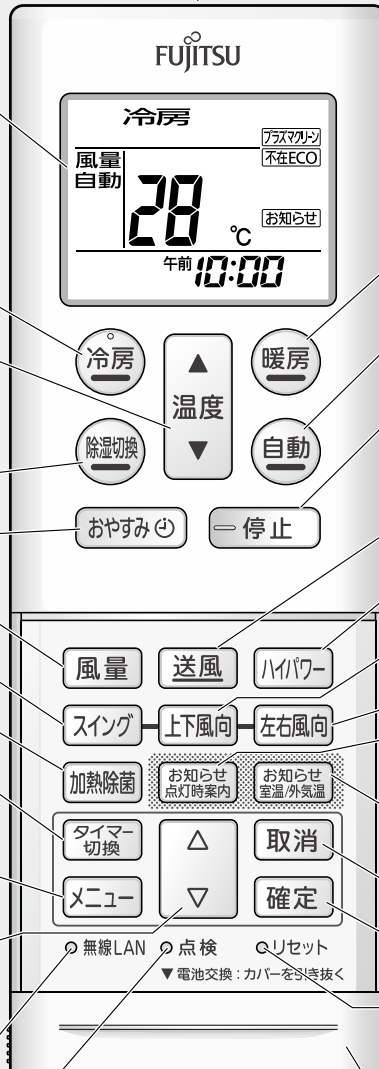 FUJITSU
冷房
プラズマクリーン
風量 不在ECO
自動
28℃ お知らせ
午前 10:00
冷房 ▲ 暖房
温度
除湿切換 ▼ 自動
おやすみ 停止
風量 送風 ハイパワー
スイング 上下風向 左右風向
加熱除菌 お知らせ お知らせ
点灯時案内 室温/外気温
タイマー △ 取消
切換
メニュー ▽ 確定
無線LAN 点検 リセット
▼電池交換：カバーを引き抜く